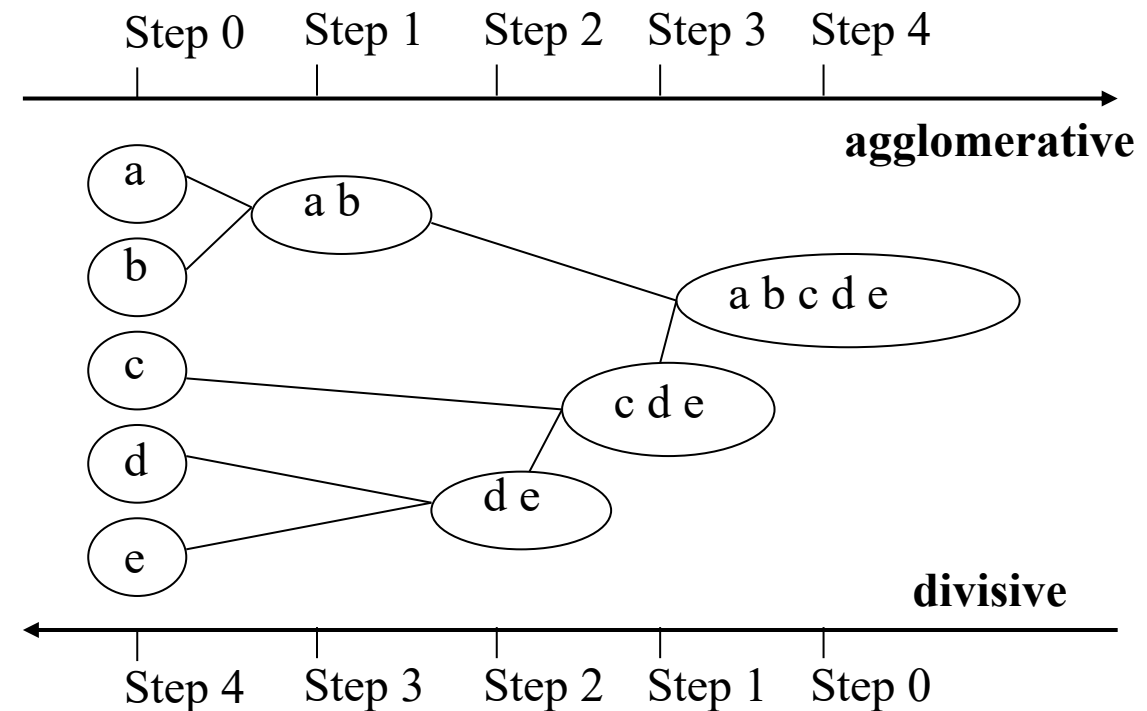 Step 0 Step 1 Step 2 Step 3 Step 4
agglomerative
a
a b
b
a b c d e
c
c d e
d
d e
e
divisive
Step 4 Step 3 Step 2 Step 1 Step 0